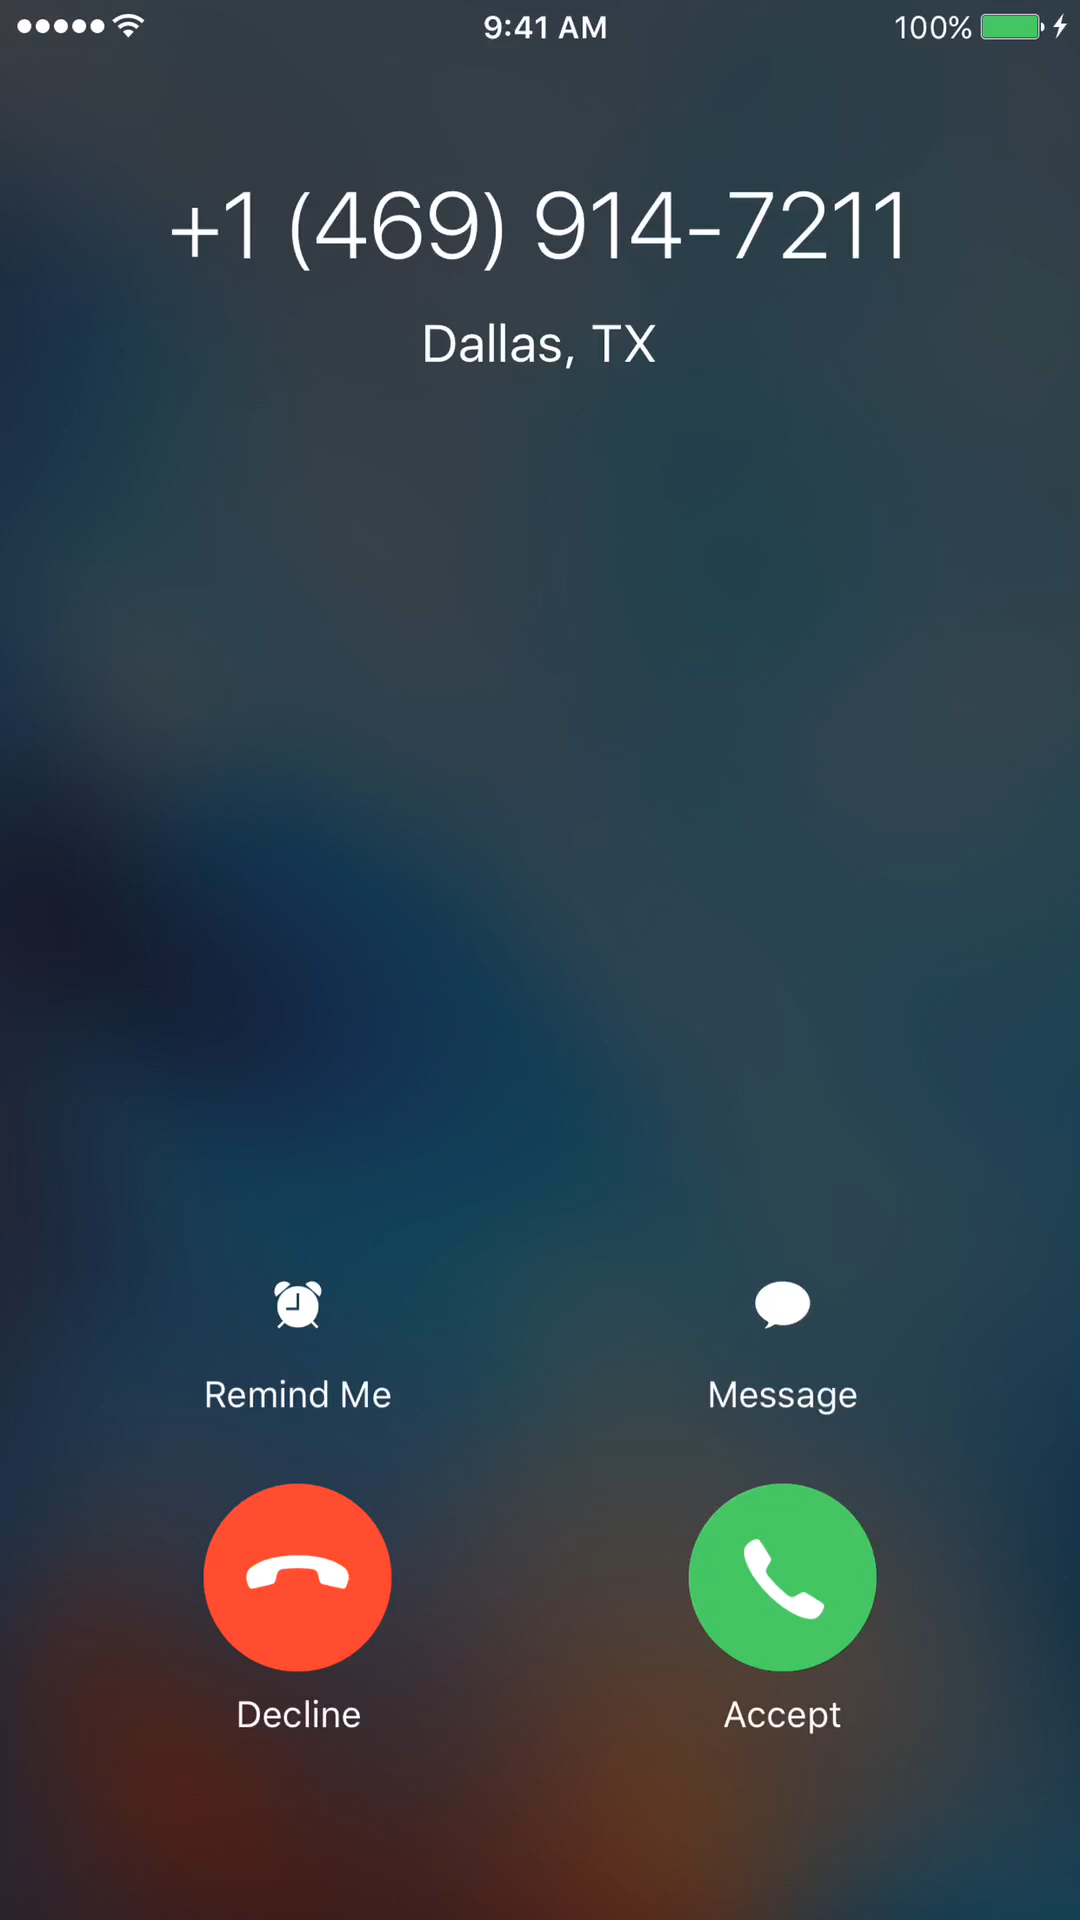 9:41 AM 100%
+1 (469) 914-7211
Dallas, TX
Remind Me Message
Decline Accept